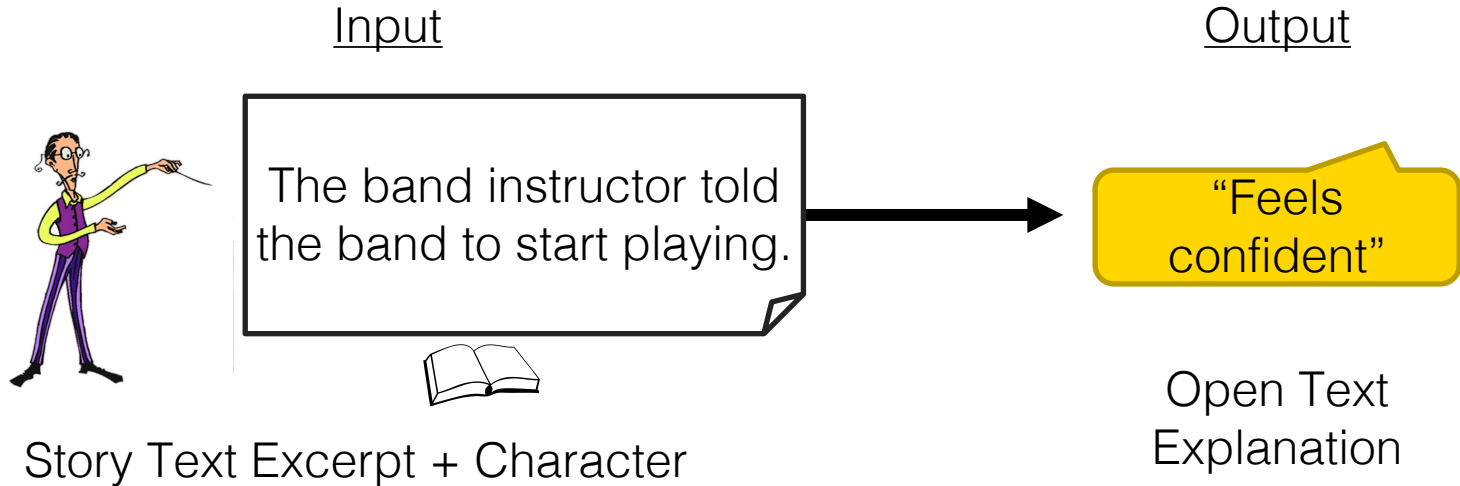 Input
Output
The band instructor told
the band to start playing.
“Feels
confident”
Story Text Excerpt + Character
Open Text
Explanation